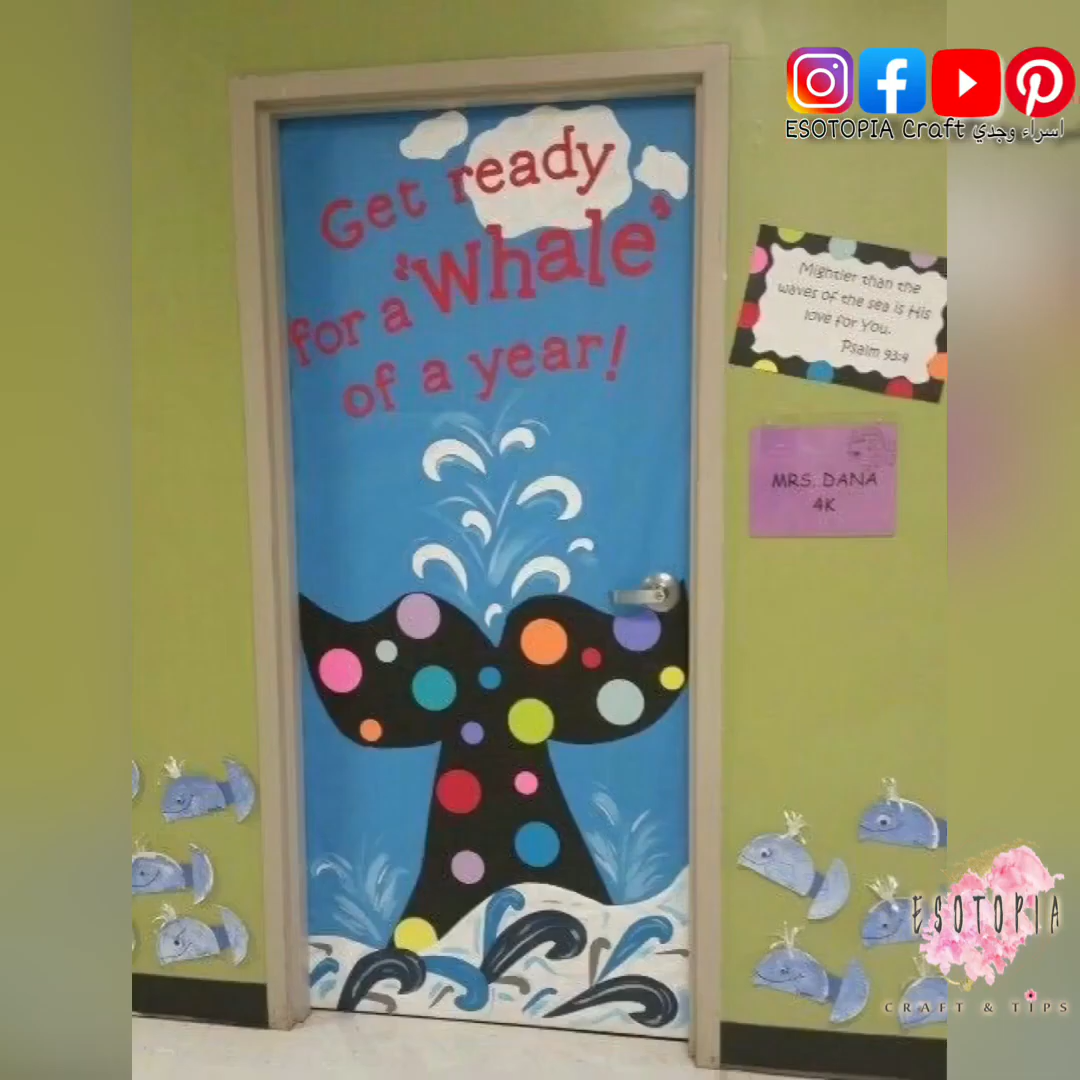 ESOTOPIA Craft اسراء وجدي
Get ready
for a "Whale"
of a year!
Mightier than the
waves of the sea is His
love for You.
Psalm 93:4
MRS. DANA
4K
ESOTOPIA
CRAFT & TIPS